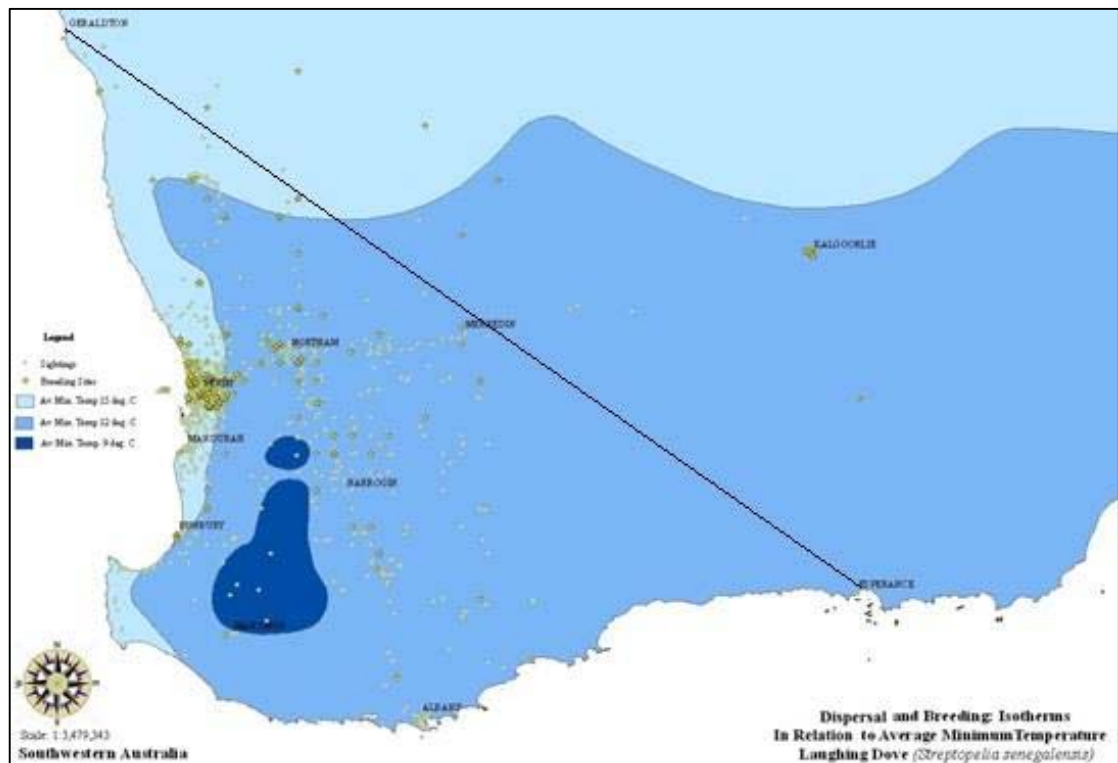 GERALDTON
KALGOORLIE
MERREDIN
NORTHAM
PERTH
Legend
Sightings
Breeding Sites
Av Min. Temp 15 deg. C
Av Min. Temp 12 deg. C
Av Min. Temp. 9 deg. C
MANDURAH
NARROGIN
BUNBURY
ESPERANCE
ALBANY
N
Scale: 1:3,479,343
Southwestern Australia
Dispersal and Breeding: Isotherms
In Relation to Average Minimum Temperature
Laughing Dove (Streptopelia senegalensis)